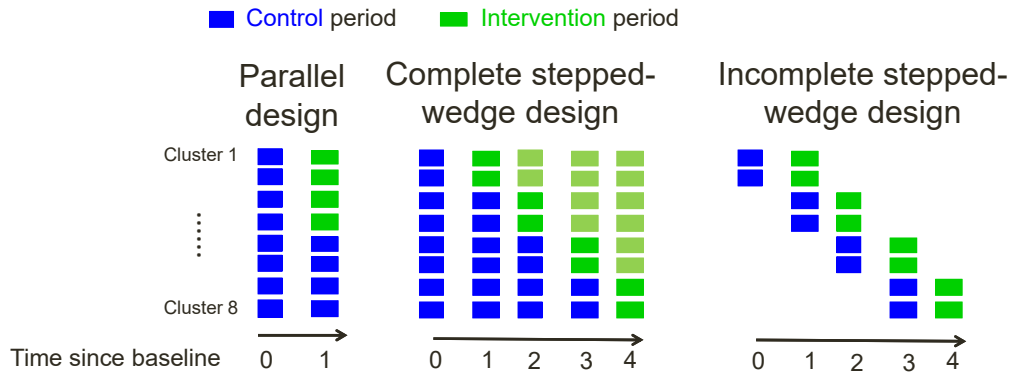 Control period
Intervention period
Parallel
design
Complete stepped-
wedge design
Incomplete stepped-
wedge design
Cluster 1
Cluster 8
Time since baseline
0 1
0 1 2 3 4
0 1 2 3 4